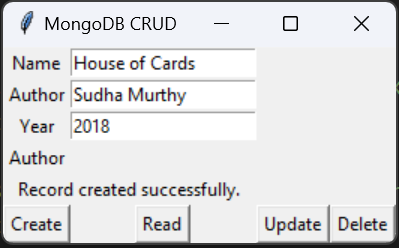 MongoDB CRUD
Name House of Cards
Author Sudha Murthy
Year 2018
Author
Record created successfully.
Create Read Update Delete